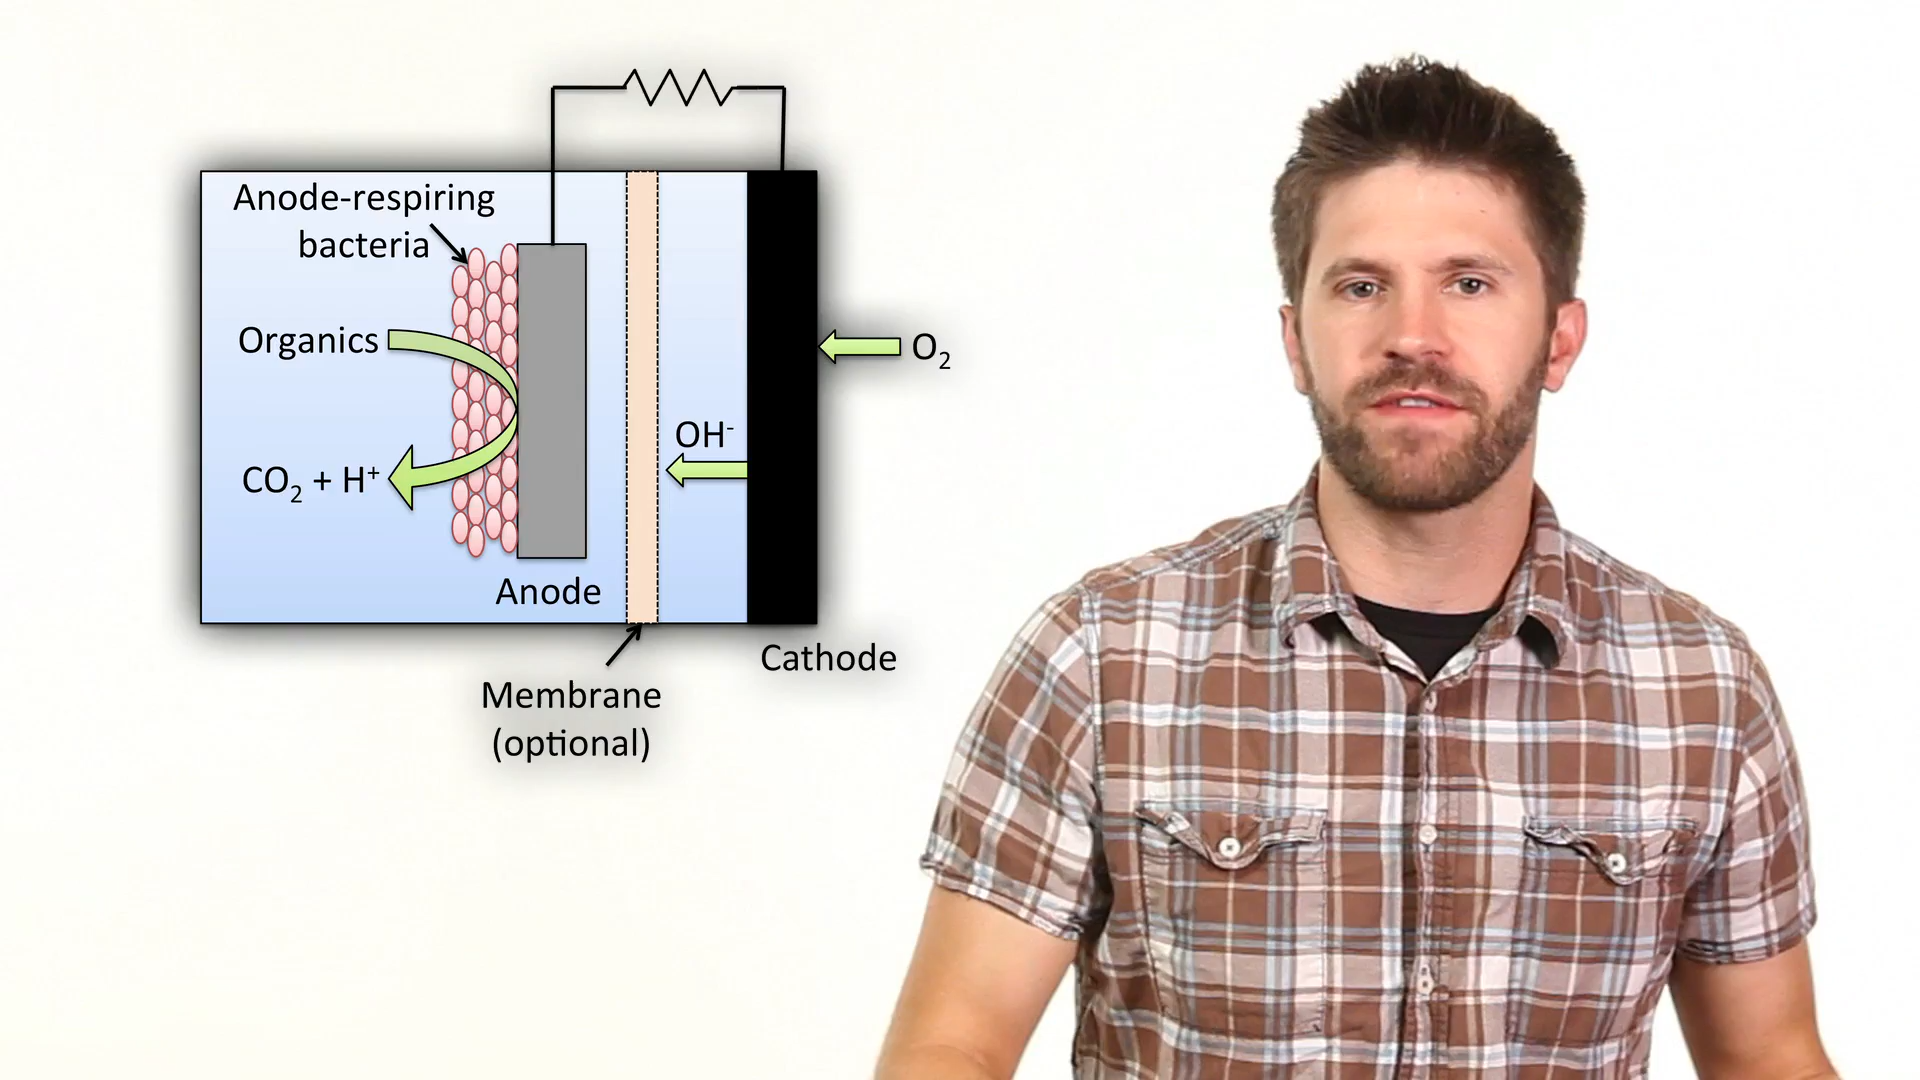 Anode-respiring
bacteria
Organics
CO₂ + H⁺
Anode
OH⁻
O₂
Cathode
Membrane
(optional)